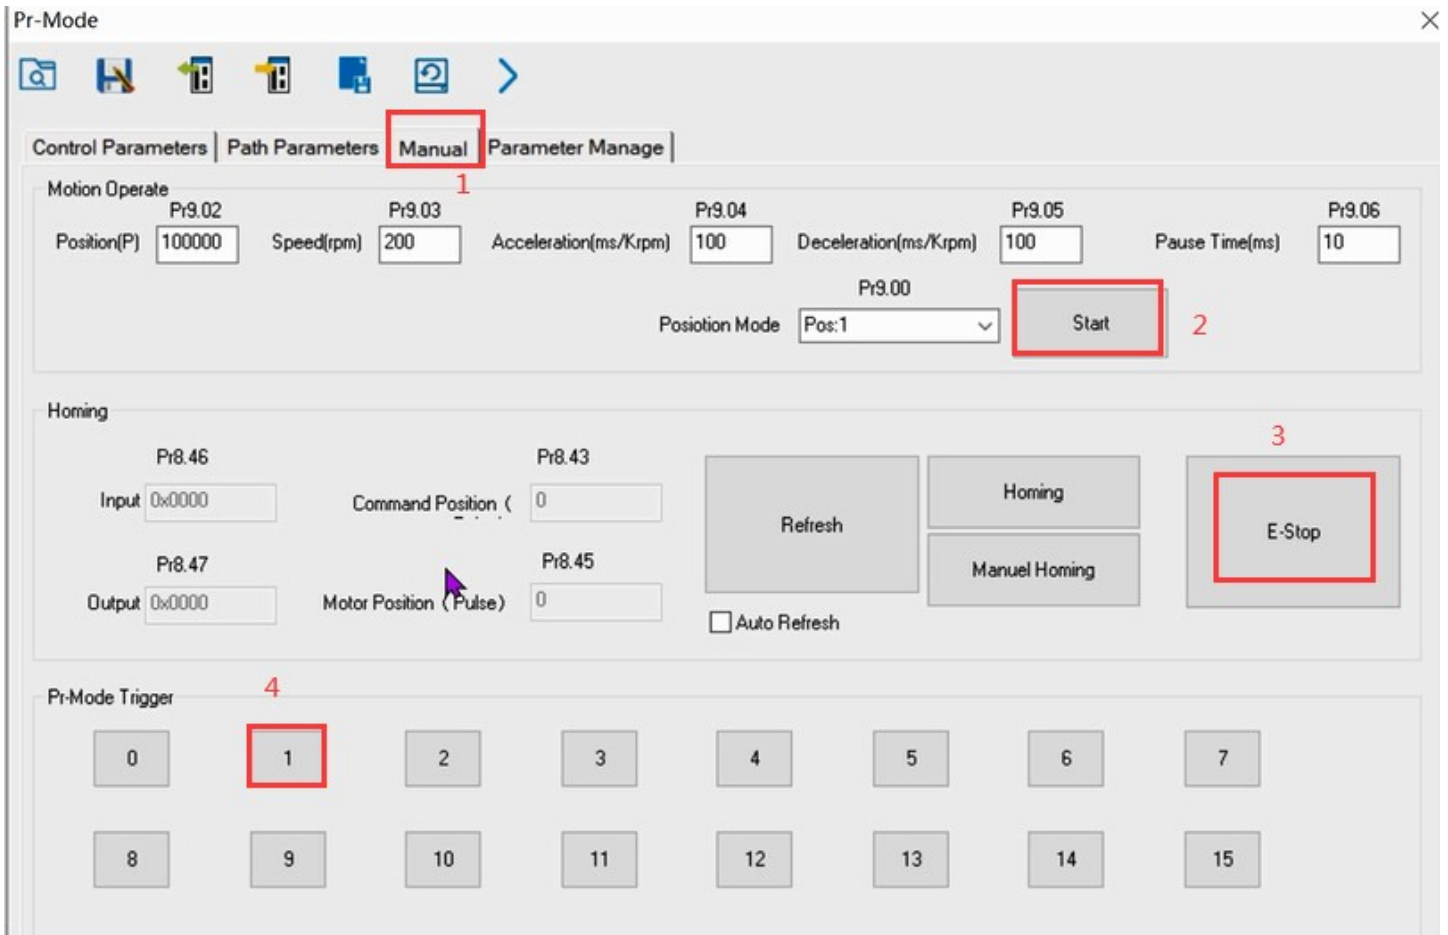 Pr-Mode
Control Parameters Path Parameters Manual Parameter Manage
1
Motion Operate
Pr9.02 Pr9.03 Pr9.04 Pr9.05 Pr9.06
Position(P) 100000 Speed(rpm) 200 Acceleration(ms/Krpm) 100 Deceleration(ms/Krpm) 100 Pause Time(ms) 10
Pr9.00
Posiotion Mode Pos:1 Start 2
Homing
3
Pr8.46 Pr8.43
Input 0x0000 Command Position ( 0
Refresh Homing E-Stop
Pr8.47 Pr8.45
Manuel Homing
Output 0x0000 Motor Position ( Pulse) 0
Auto Refresh
Pr-Mode Trigger 4
0 1 2 3 4 5 6 7
8 9 10 11 12 13 14 15